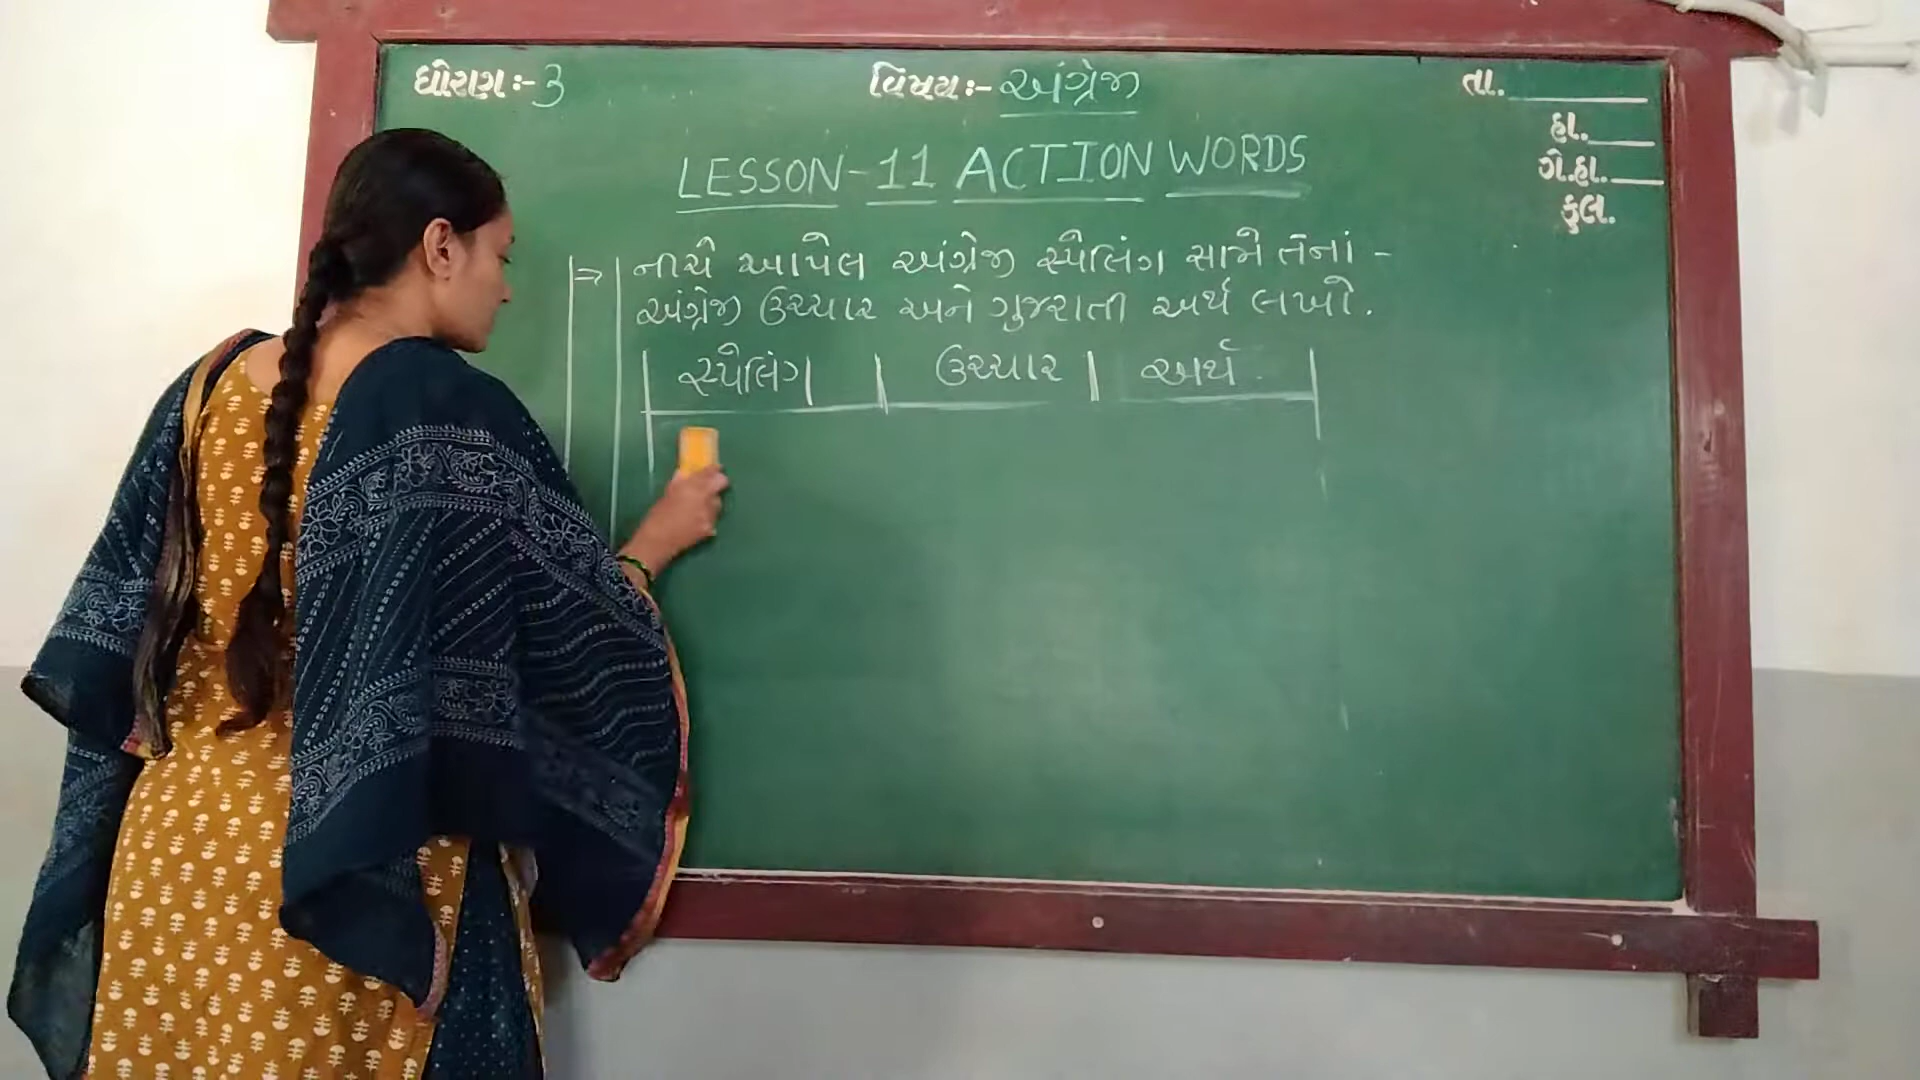 ધોરણ:- 3 વિષય:- અંગ્રેજી તા.
હા.
ગે.હા.
કુલ.
LESSON-11 ACTION WORDS
⇒ નીચે આપેલ અંગ્રેજી સ્પેલિંગ સામે તેનાં -
અંગ્રેજી ઉચ્ચાર અને ગુજરાતી અર્થ લખો.
સ્પેલિંગ ઉચ્ચાર અર્થ